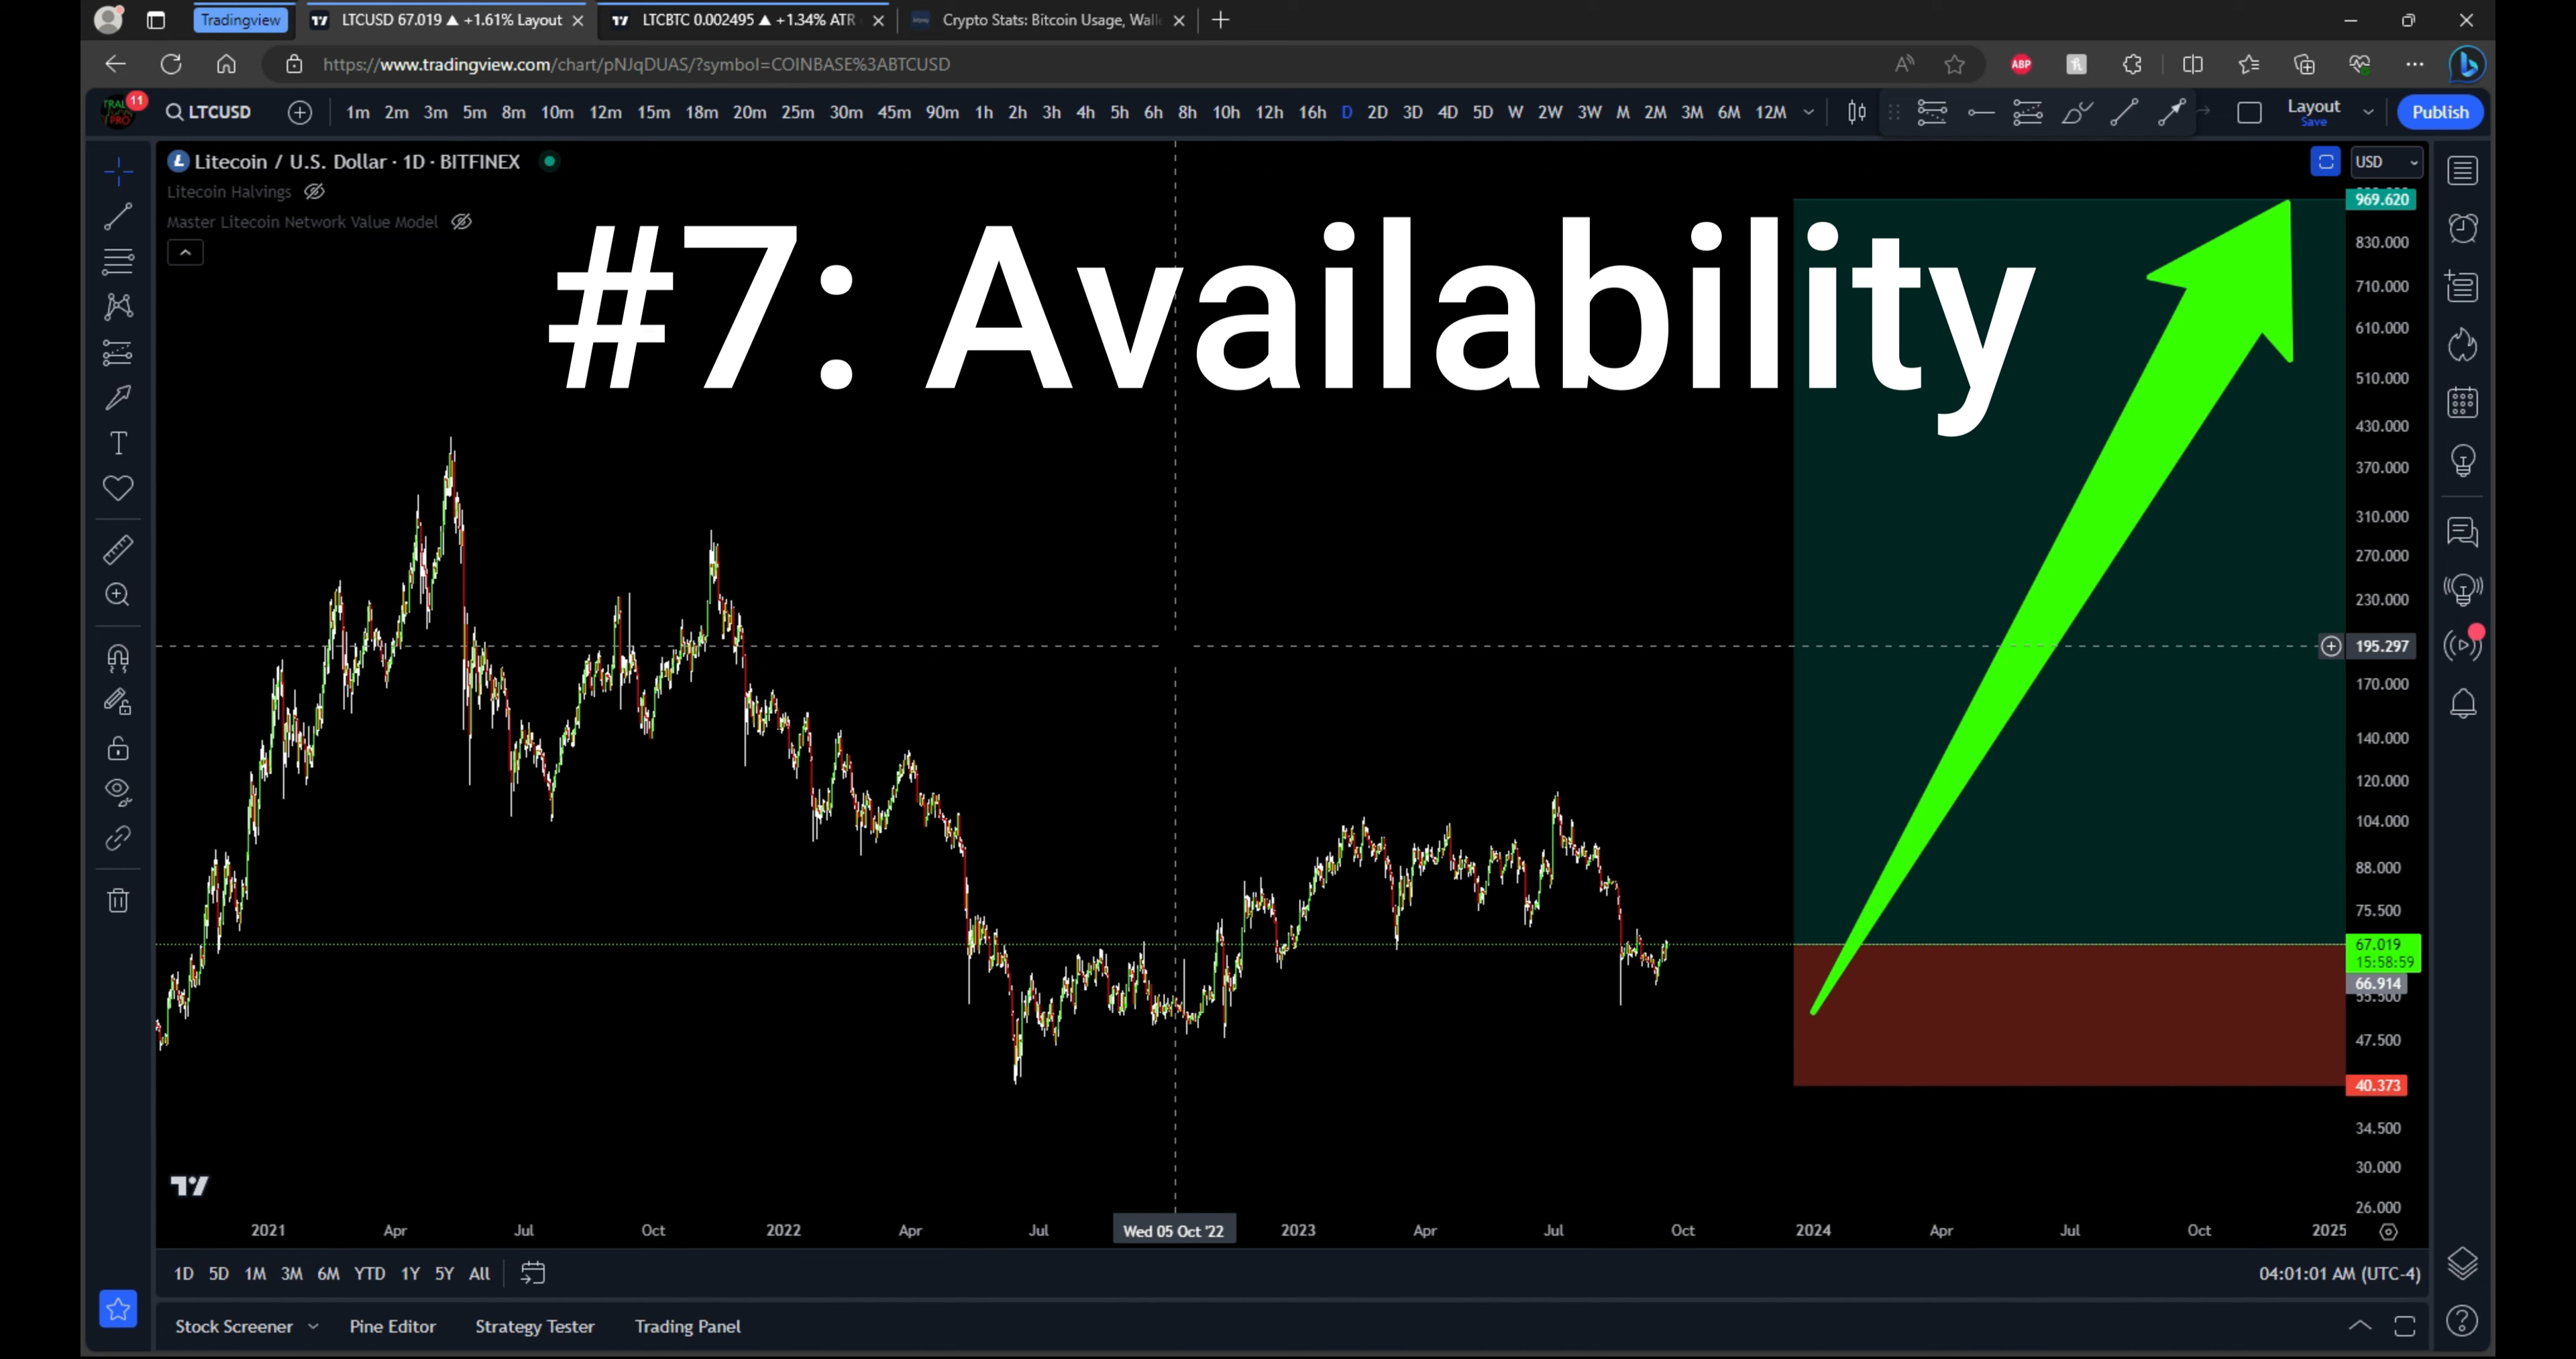 Tradingview
LTCUSD 67.019 ▲ +1.61% Layout
LTCBTC 0.002495 ▲ +1.34% ATR
Crypto Stats: Bitcoin Usage, Wall
https://www.tradingview.com/chart/pNJqDUAS/?symbol=COINBASE%3ABTCUSD
ABP
11
LTCUSD
1m 2m 3m 5m 8m 10m 12m 15m 18m 20m 25m 30m 45m 90m 1h 2h 3h 4h 5h 6h 8h 10h 12h 16h D 2D 3D 4D 5D W 2W 3W M 2M 3M 6M 12M
Layout
Save
Publish
Litecoin / U.S. Dollar · 1D · BITFINEX
USD
Litecoin Halvings
Master Litecoin Network Value Model
#7: Availability
969.620
830.000
710.000
610.000
510.000
430.000
370.000
310.000
270.000
230.000
195.297
170.000
140.000
120.000
104.000
88.000
75.500
67.019
15:58:59
66.914
55.500
47.500
40.373
34.500
30.000
26.000
2021 Apr Jul Oct 2022 Apr Jul Wed 05 Oct '22 2023 Apr Jul Oct 2024 Apr Jul Oct 2025
1D 5D 1M 3M 6M YTD 1Y 5Y All
04:01:01 AM (UTC-4)
Stock Screener Pine Editor Strategy Tester Trading Panel